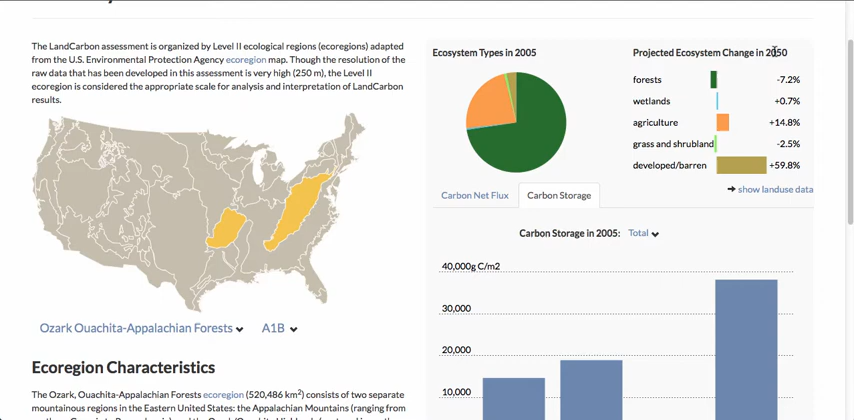 The LandCarbon assessment is organized by Level II ecological regions (ecoregions) adapted
from the U.S. Environmental Protection Agency ecoregion map. Though the resolution of the
raw data that has been developed in this assessment is very high (250 m), the Level II
ecoregion is considered the appropriate scale for analysis and interpretation of LandCarbon
results.
Ozark Ouachita-Appalachian Forests
A1B
Ecoregion Characteristics
The Ozark, Ouachita-Appalachian Forests ecoregion (520,486 km2) consists of two separate
mountainous regions in the Eastern United States: the Appalachian Mountains (ranging from
Ecosystem Types in 2005
Projected Ecosystem Change in 2050
forests -7.2%
wetlands +0.7%
agriculture +14.8%
grass and shrubland -2.5%
developed/barren +59.8%
show landuse data
Carbon Net Flux
Carbon Storage
Carbon Storage in 2005: Total
40,000g C/m2
30,000
20,000
10,000